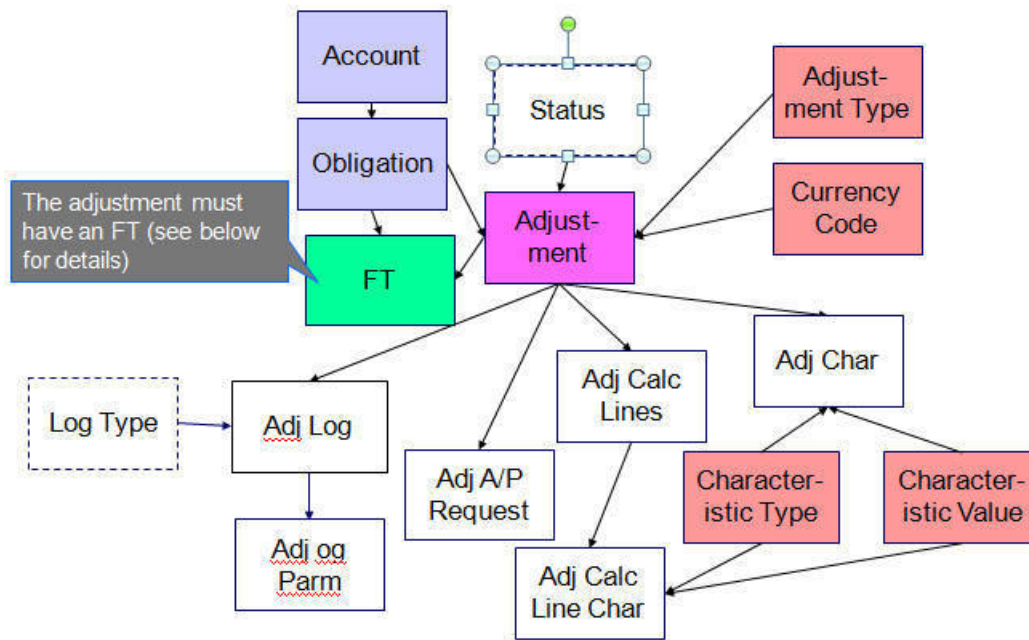 Account
Status
Adjust-
ment Type
Obligation
The adjustment must
have an FT (see below
for details)
Adjust-
ment
Currency
Code
FT
Adj Char
Adj Calc
Lines
Log Type
Adj Log
Adj A/P
Request
Character-
istic Type
Character-
istic Value
Adj og
Parm
Adj Calc
Line Char